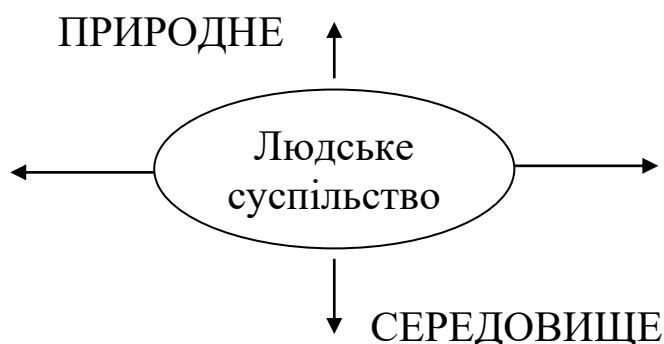 ПРИРОДНЕ
Людське
суспільство
СЕРЕДОВИЩЕ